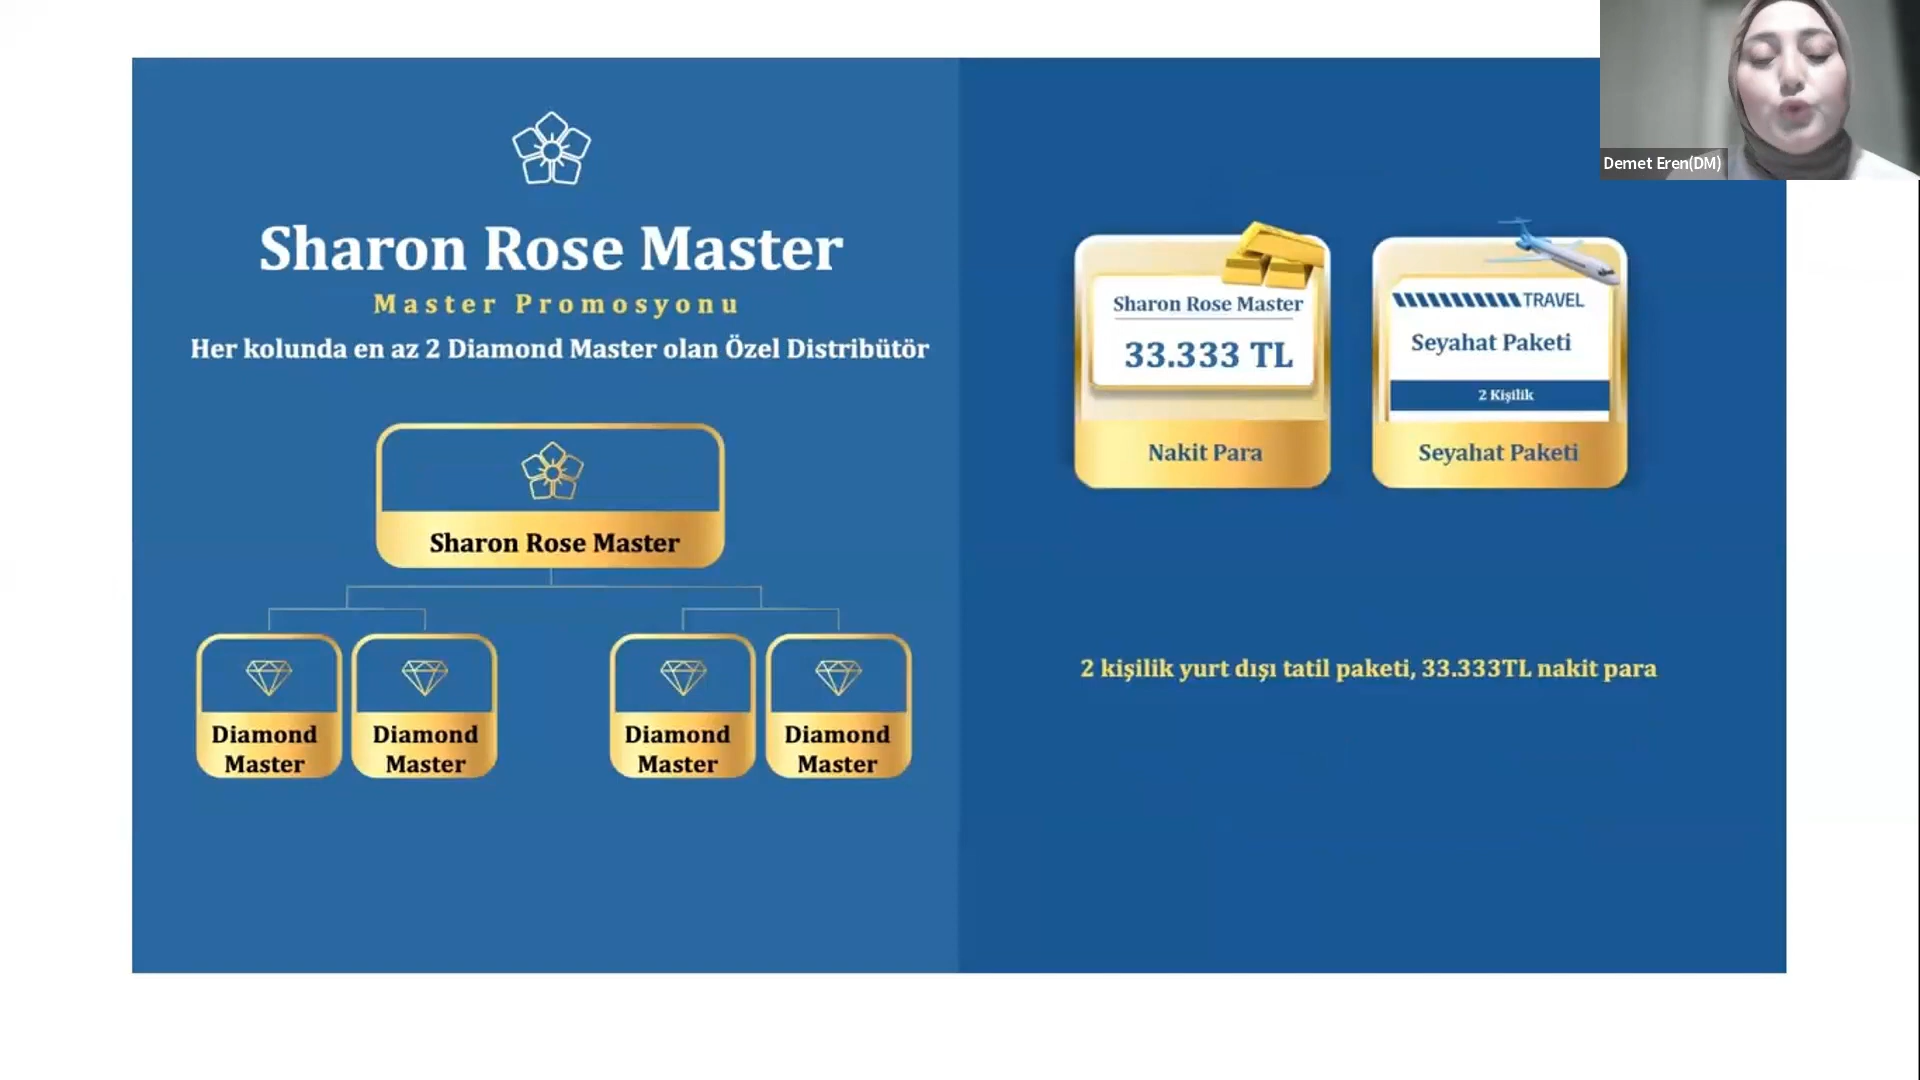 Sharon Rose Master
Master Promosyonu
Her kolunda en az 2 Diamond Master olan Özel Distribütör
Sharon Rose Master
Diamond
Master
Diamond
Master
Diamond
Master
Diamond
Master
Sharon Rose Master
33.333 TL
Nakit Para
TRAVEL
Seyahat Paketi
2 Kişilik
Seyahat Paketi
2 kişilik yurt dışı tatil paketi, 33.333TL nakit para
Demet Eren(DM)